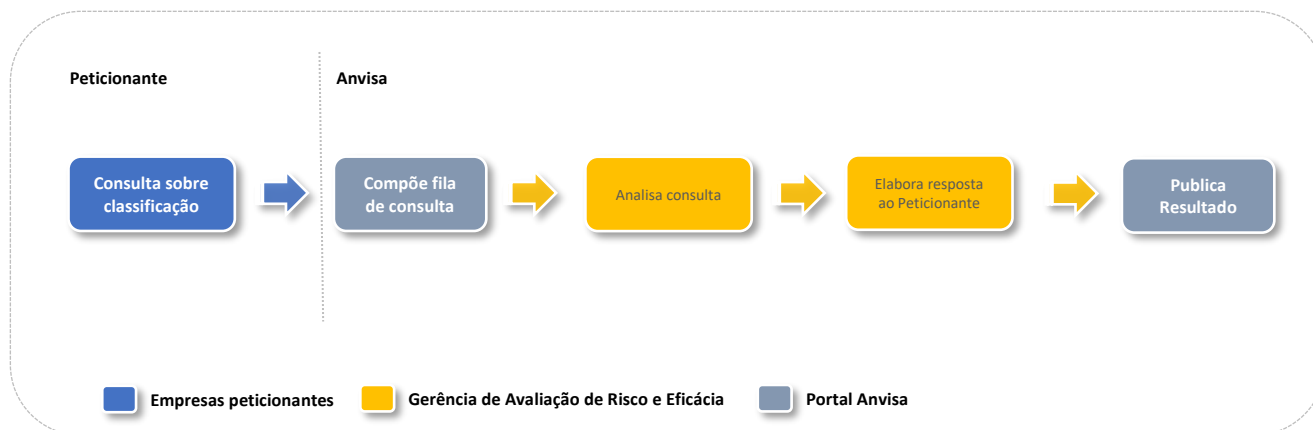 Peticionante
Anvisa
Consulta sobre
classificação
Compõe fila
de consulta
Analisa consulta
Elabora resposta
ao Peticionante
Publica
Resultado
Empresas peticionantes
Gerência de Avaliação de Risco e Eficácia
Portal Anvisa